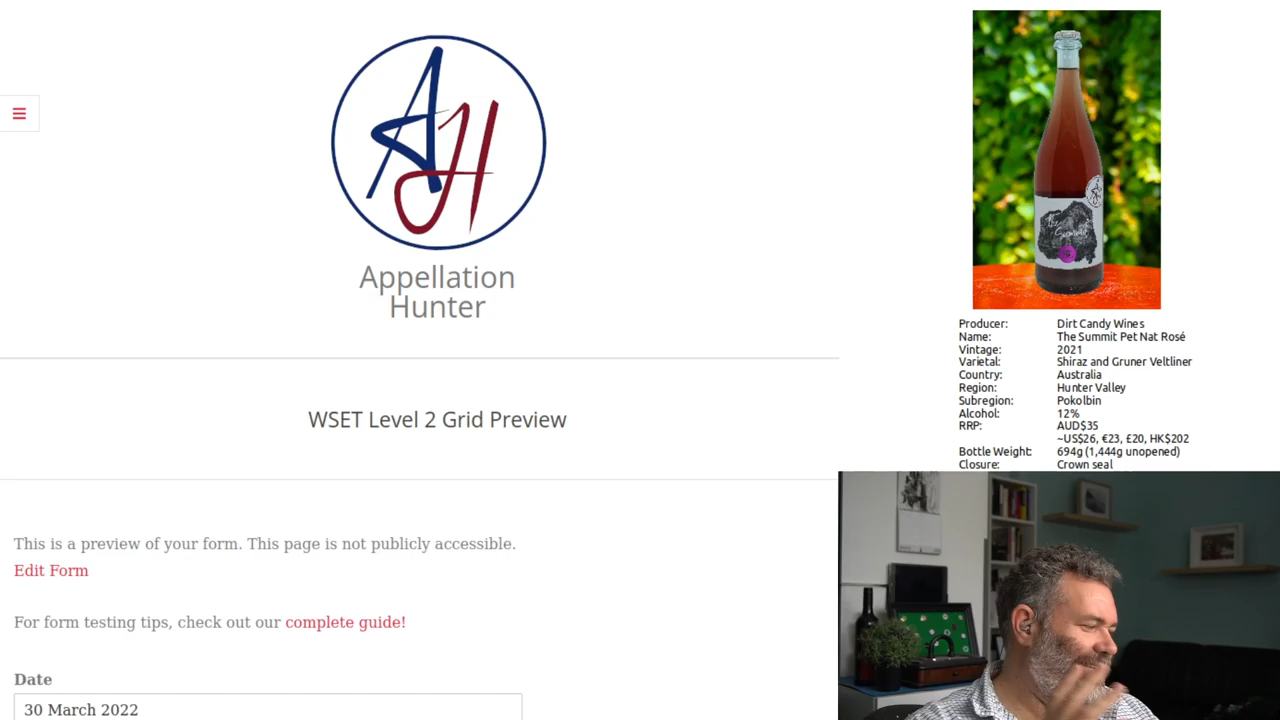 AH
Appellation
Hunter
WSET Level 2 Grid Preview
This is a preview of your form. This page is not publicly accessible.
Edit Form
For form testing tips, check out our complete guide!
Date
30 March 2022
The
Summit
Producer: Dirt Candy Wines
Name: The Summit Pet Nat Rosé
Vintage: 2021
Varietal: Shiraz and Gruner Veltliner
Country: Australia
Region: Hunter Valley
Subregion: Pokolbin
Alcohol: 12%
RRP: AUD$35
~US$26, €23, £20, HK$202
Bottle Weight: 694g (1,444g unopened)
Closure: Crown seal